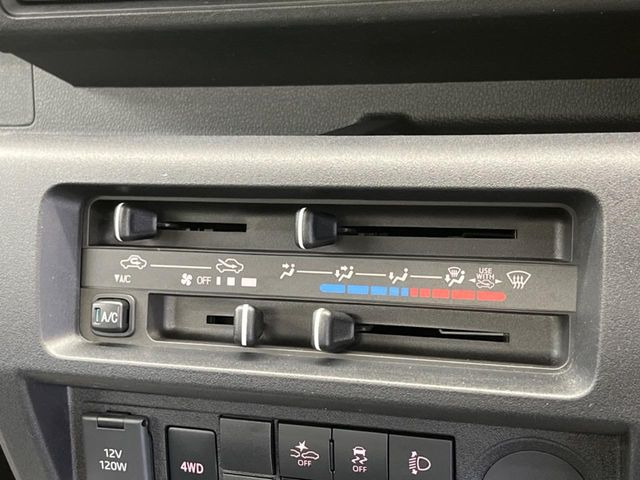 ▼A/C
OFF
USE
WITH
A/C
12V
120W
4WD
OFF
OFF